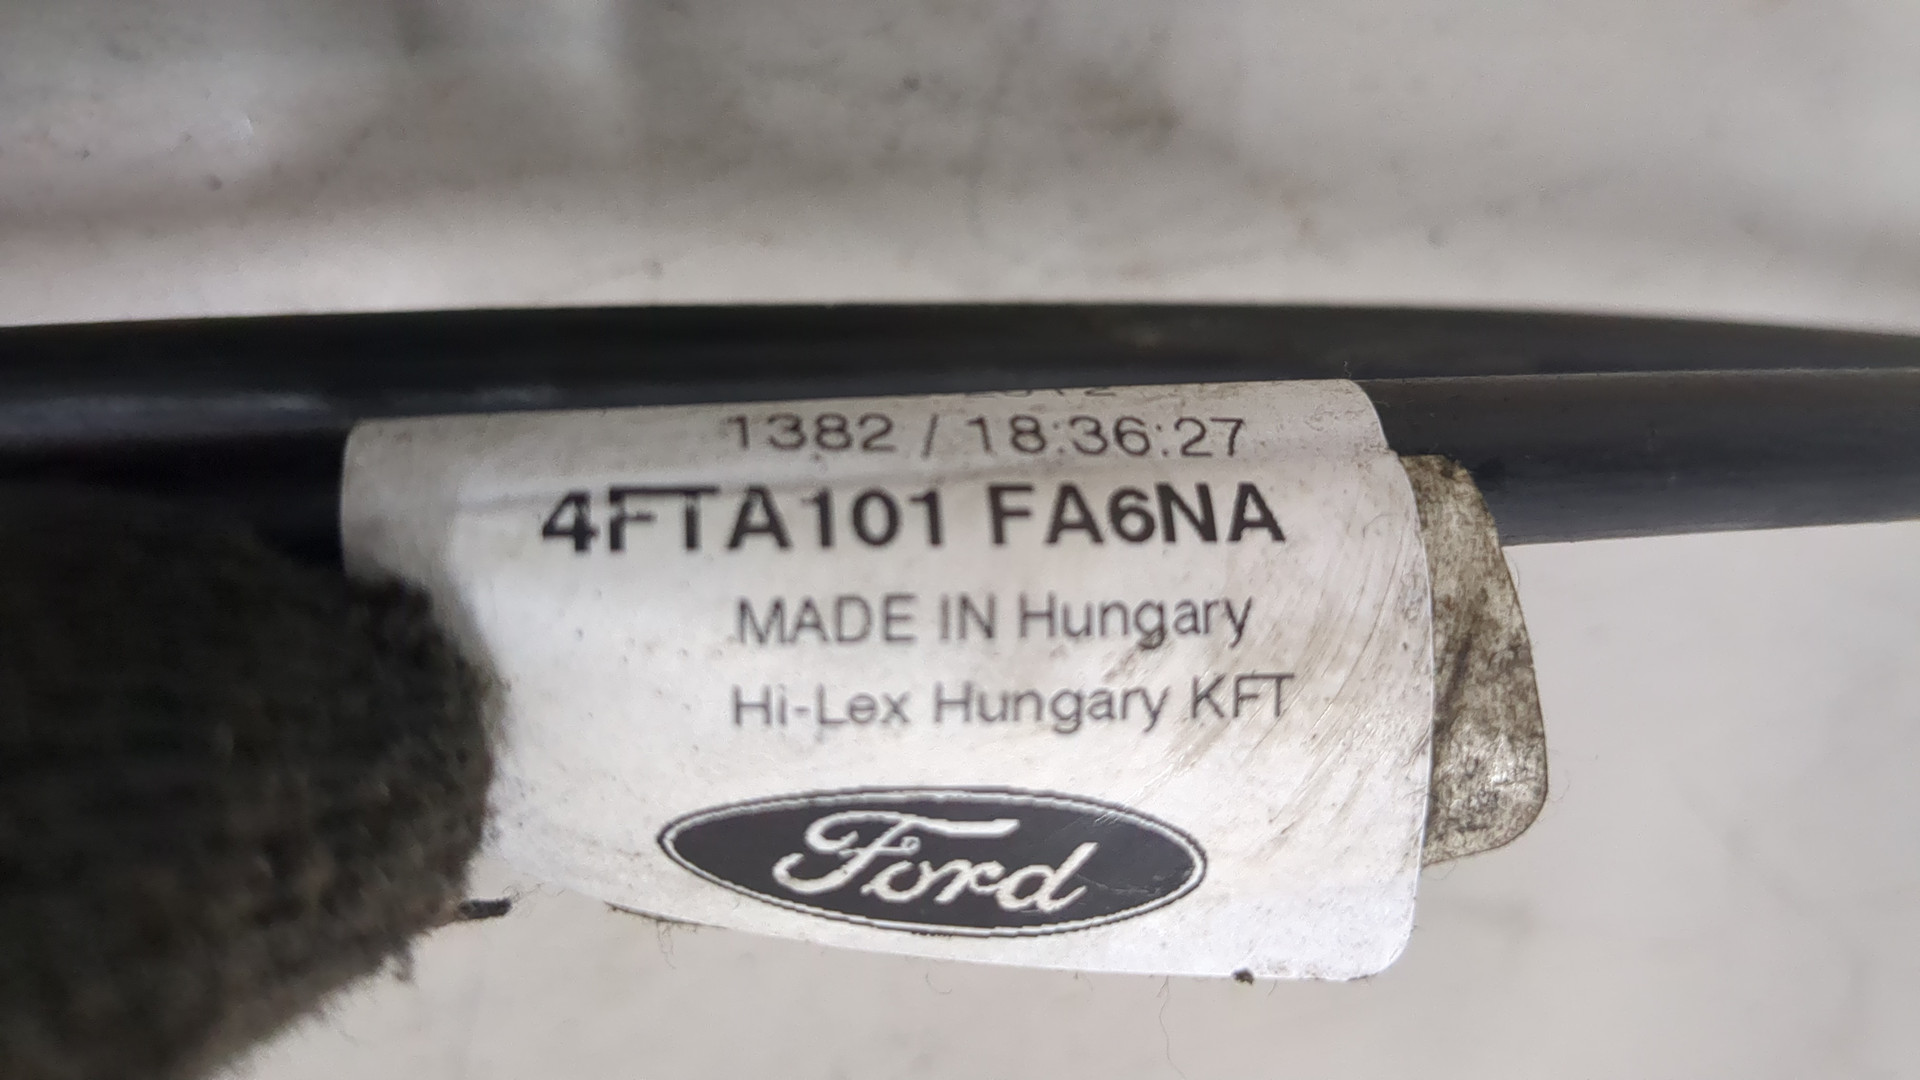 1382 / 18:36:27
4FTA101 FA6NA
MADE IN Hungary
Hi-Lex Hungary KFT
Ford